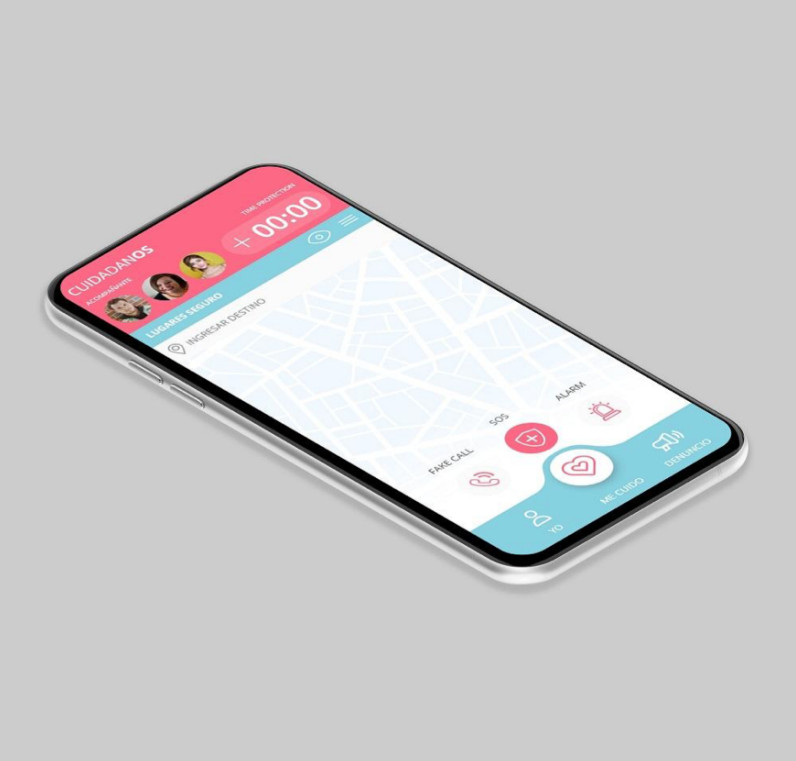 CUIDADANOS
TIME PROTECTION
+ 00:00
ACOMPAÑANTE
LUGARES SEGURO
INGRESAR DESTINO
FAKE CALL
SOS
ALARM
YO
ME CUIDO
DENUNCIO